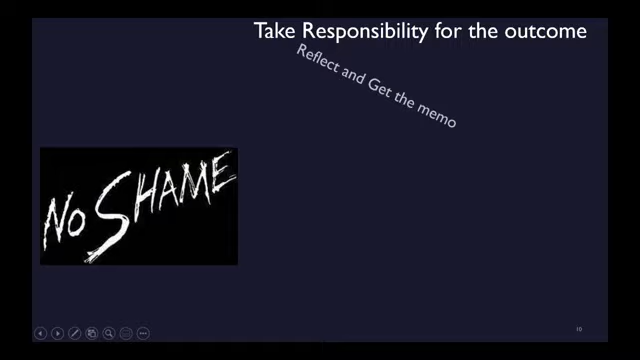 Take Responsibility for the outcome
Reflect and Get the memo
NO SHAME
10